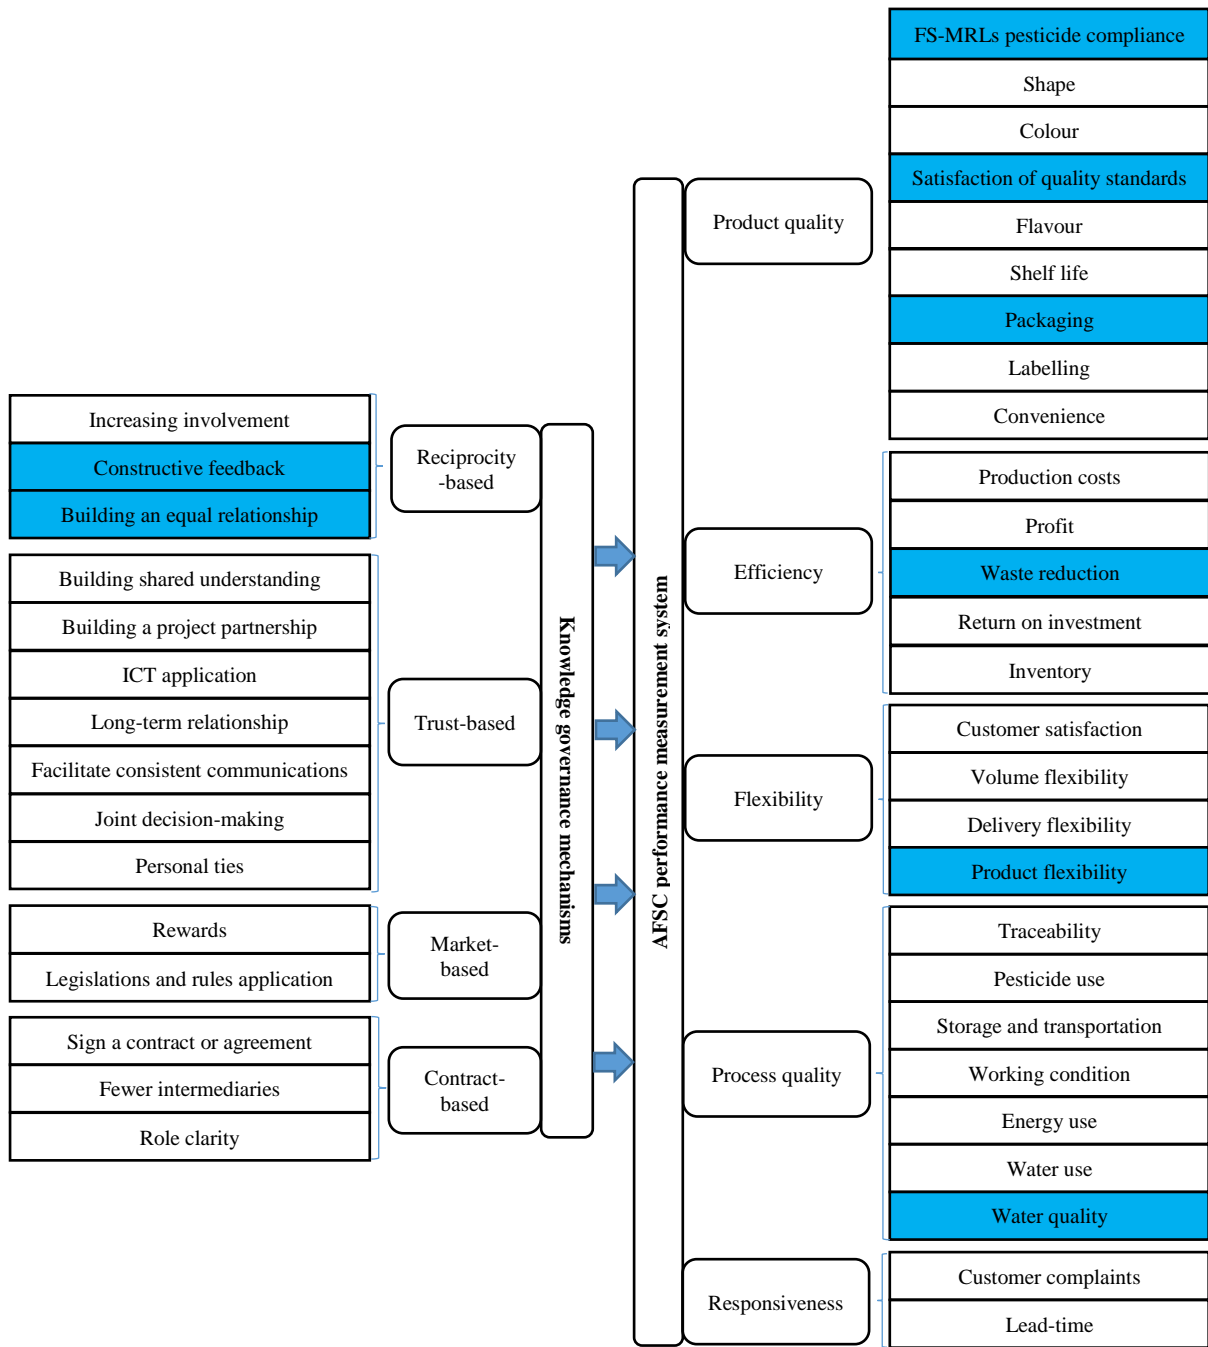 Increasing involvement
Constructive feedback
Building an equal relationship
Building shared understanding
Building a project partnership
ICT application
Long-term relationship
Facilitate consistent communications
Joint decision-making
Personal ties
Rewards
Legislations and rules application
Sign a contract or agreement
Fewer intermediaries
Role clarity
Reciprocity
-based
Trust-based
Market-
based
Contract-
based
Knowledge governance mechanisms
AFSC performance measurement system
Product quality
Efficiency
Flexibility
Process quality
Responsiveness
FS-MRLs pesticide compliance
Shape
Colour
Satisfaction of quality standards
Flavour
Shelf life
Packaging
Labelling
Convenience
Production costs
Profit
Waste reduction
Return on investment
Inventory
Customer satisfaction
Volume flexibility
Delivery flexibility
Product flexibility
Traceability
Pesticide use
Storage and transportation
Working condition
Energy use
Water use
Water quality
Customer complaints
Lead-time